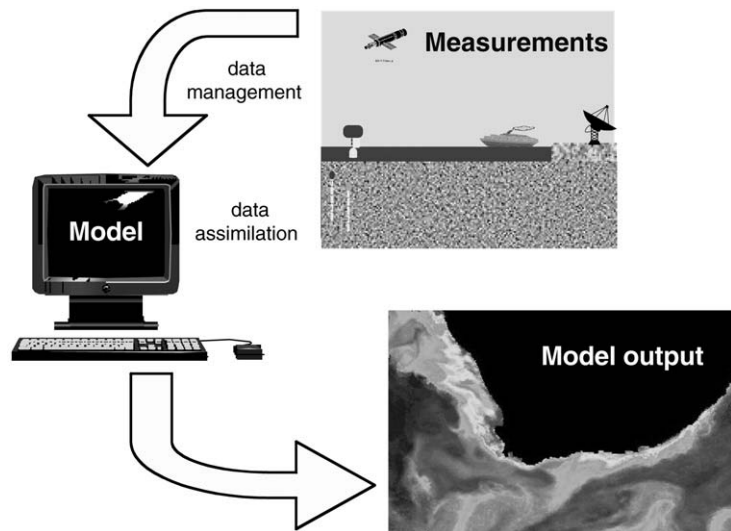 Measurements
data
management
Model
data
assimilation
Model output